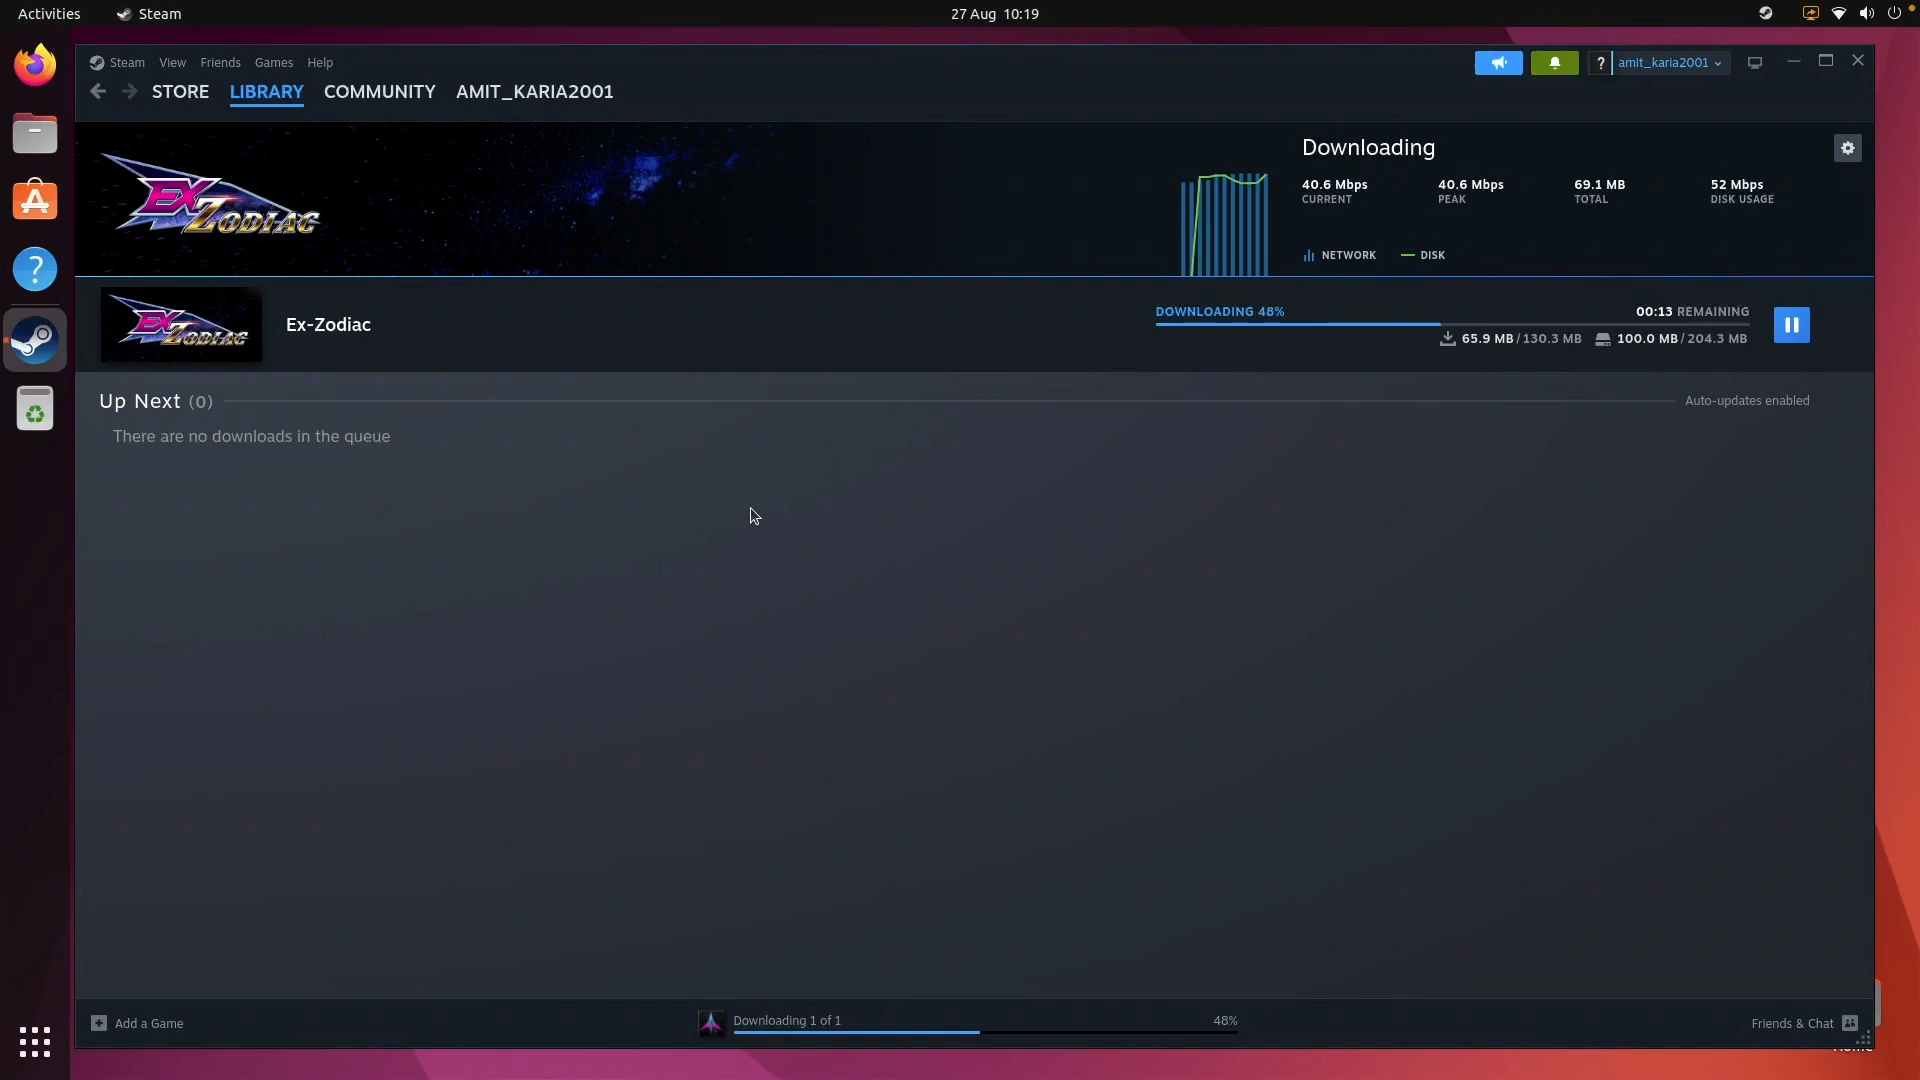 Activities Steam 27 Aug 10:19
Steam View Friends Games Help ? amit_karia2001
STORE LIBRARY COMMUNITY AMIT_KARIA2001
EX ZODIAC
Downloading
40.6 Mbps 40.6 Mbps 69.1 MB 52 Mbps
CURRENT PEAK TOTAL DISK USAGE
NETWORK DISK
EX ZODIAC
Ex-Zodiac
DOWNLOADING 48% 00:13 REMAINING
65.9 MB/130.3 MB 100.0 MB/204.3 MB
Up Next (0) Auto-updates enabled
There are no downloads in the queue
Add a Game
Downloading 1 of 1 48%
Friends & Chat